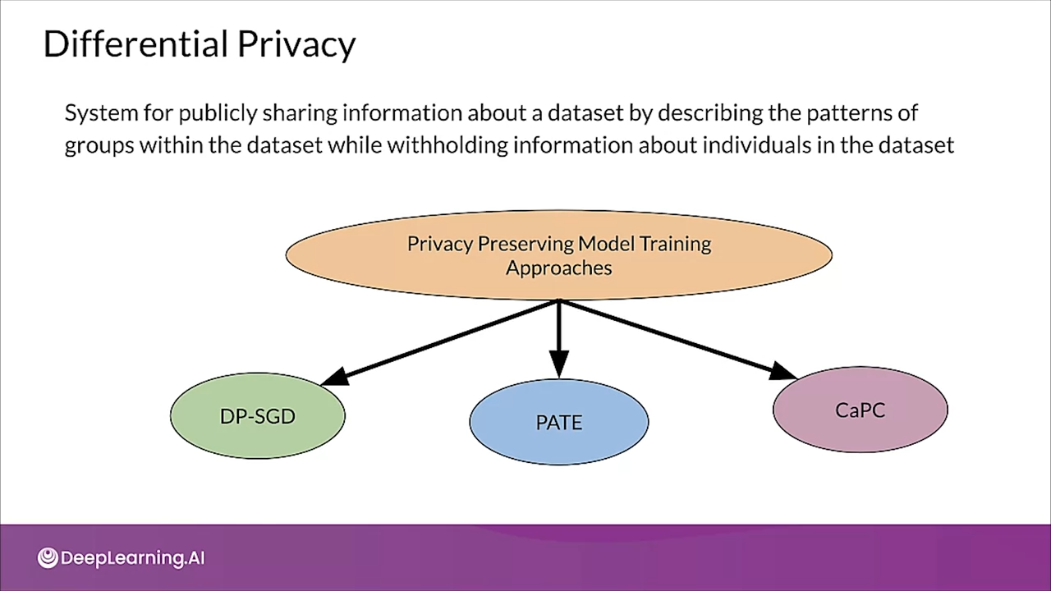 Differential Privacy
System for publicly sharing information about a dataset by describing the patterns of
groups within the dataset while withholding information about individuals in the dataset
Privacy Preserving Model Training
Approaches
DP-SGD
PATE
CaPC
DeepLearning.AI